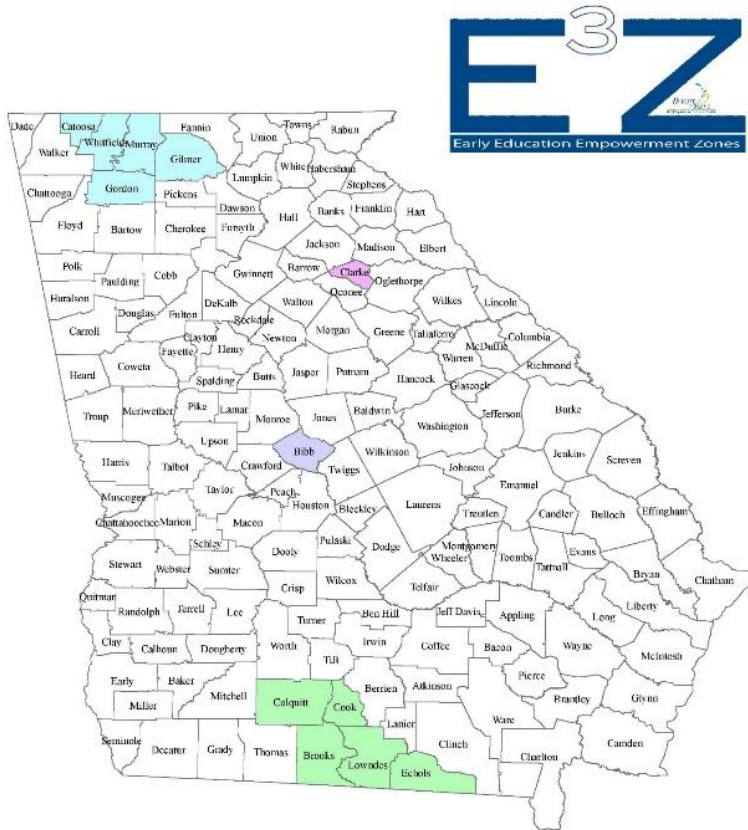 E3Z
Early Education Empowerment Zones
Dade
Catoosa
Fannin
Towns
Rabun
Union
Walker
Whitfield
Murray
Gilmer
White
Habersham
Lumpkin
Stephens
Chattooga
Gordon
Pickens
Dawson
Banks
Franklin
Hart
Hall
Floyd
Bartow
Cherokee
Forsyth
Jackson
Madison
Elbert
Polk
Cobb
Gwinnett
Barrow
Clarke
Oglethorpe
Paulding
Oconee
Haralson
DeKalb
Walton
Wilkes
Lincoln
Douglas
Fulton
Rockdale
Carroll
Clayton
Newton
Morgan
Greene
Taliaferro
Columbia
Fayette
Henry
McDuffie
Warren
Heard
Coweta
Spalding
Butts
Jasper
Putnam
Hancock
Richmond
Glascock
Troup
Meriwether
Pike
Lamar
Monroe
Jones
Baldwin
Washington
Jefferson
Burke
Upson
Bibb
Wilkinson
Harris
Talbot
Crawford
Twiggs
Johnson
Jenkins
Screven
Muscogee
Taylor
Peach
Houston
Emanuel
Chattahoochee
Marion
Macon
Bleckley
Laurens
Treutlen
Candler
Bulloch
Effingham
Schley
Pulaski
Dooly
Dodge
Montgomery
Wheeler
Toombs
Evans
Tattnall
Stewart
Webster
Sumter
Wilcox
Bryan
Chatham
Crisp
Telfair
Quitman
Randolph
Terrell
Lee
Turner
Ben Hill
Jeff Davis
Appling
Long
Liberty
Clay
Calhoun
Dougherty
Worth
Irwin
Coffee
Bacon
Wayne
McIntosh
Tift
Early
Baker
Mitchell
Berrien
Atkinson
Pierce
Miller
Colquitt
Cook
Brantley
Glynn
Lanier
Ware
Seminole
Decatur
Grady
Thomas
Brooks
Lowndes
Echols
Clinch
Charlton
Camden